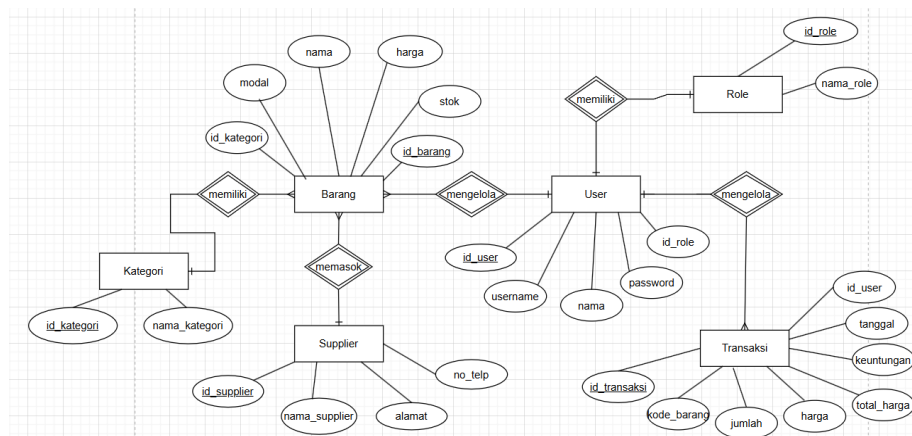 id_role
nama
harga
memiliki
Role
nama_role
modal
stok
id_kategori
id_barang
memiliki
Barang
mengelola
User
mengelola
id_role
id_user
Kategori
memasok
password
username
nama
id_user
id_kategori
nama_kategori
tanggal
Supplier
Transaksi
keuntungan
no_telp
id_supplier
id_transaksi
total_harga
nama_supplier
alamat
kode_barang
jumlah
harga